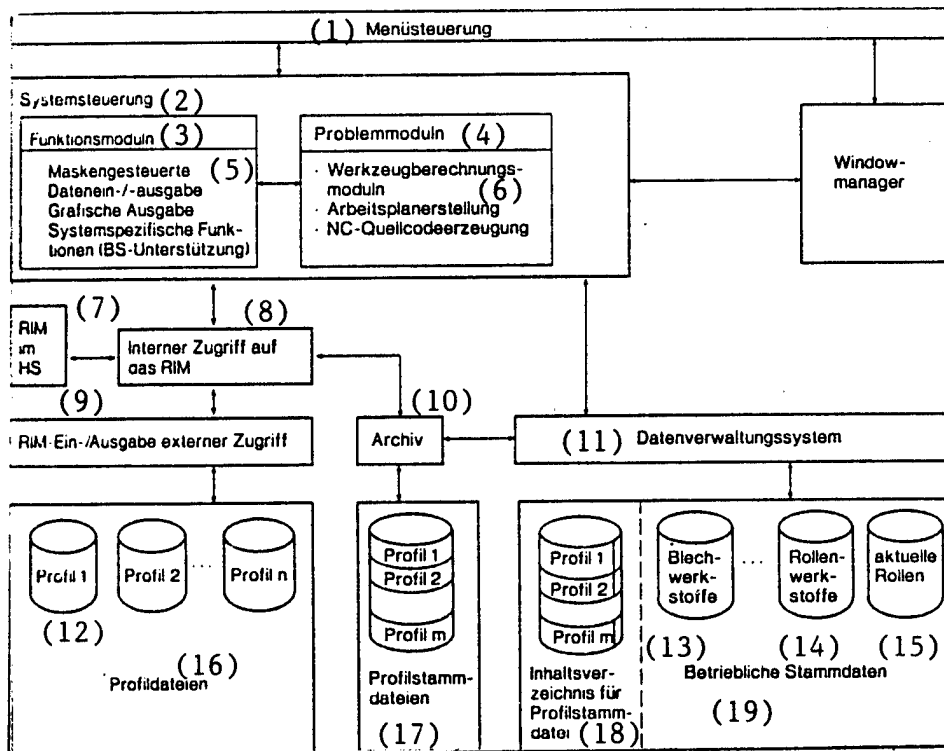 (1) Menüsteuerung
Systemsteuerung (2)
Funktionsmoduln (3)
Maskengesteuerte (5)
Datenein-/-ausgabe
Grafische Ausgabe
Systemspezifische Funk-
tionen (BS-Unterstützung)
Problemmoduln (4)
· Werkzeugberechnungs-
moduln (6)
· Arbeitsplanerstellung
· NC-Quellcodeerzeugung
Window-
manager
(7)
RIM
im
HS
(8)
Interner Zugriff auf
das RIM
(9)
RIM-Ein-/Ausgabe externer Zugriff
(10)
Archiv
(11) Datenverwaltungssystem
Profil 1
Profil 2
...
Profil n
(12)
(16)
Profildateien
Profil 1
Profil 2
Profil m
Profilstamm-
dateien
(17)
Profil 1
Profil 2
Profil m
Inhaltsver-
zeichnis für
Profilstamm-
datei (18)
Blech-
werk-
stoffe
...
Rollen-
werk-
stoffe
aktuelle
Rollen
(13)
(14)
(15)
Betriebliche Stammdaten
(19)